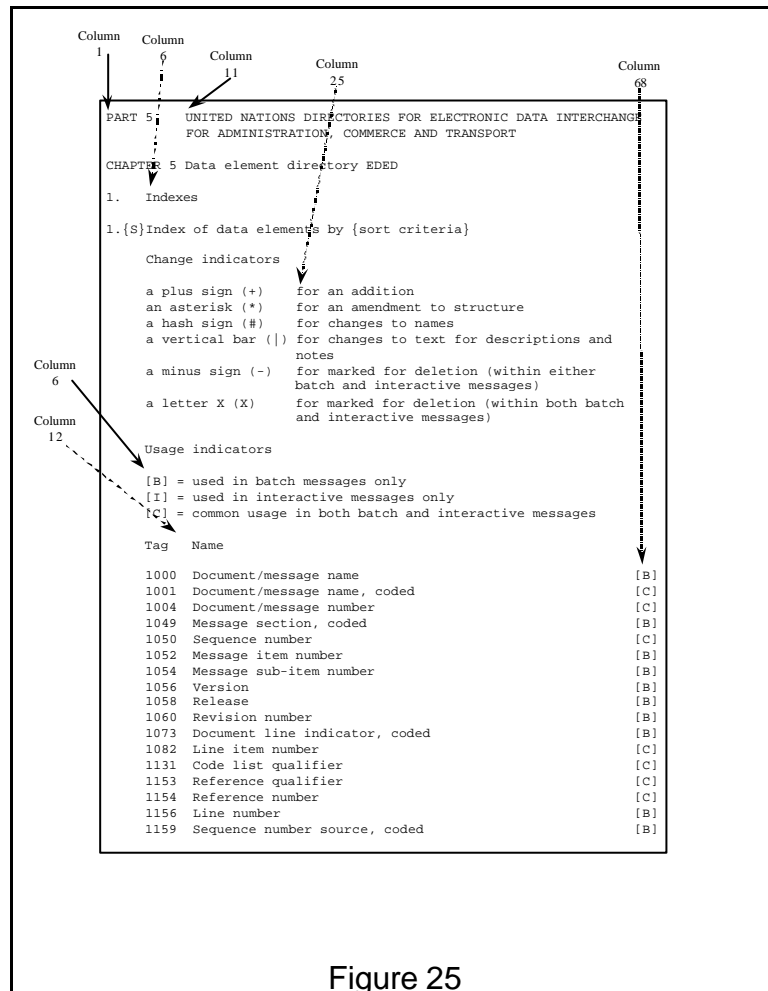 Column
1
Column
6
Column
11
Column
25
Column
68
PART 5 UNITED NATIONS DIRECTORIES FOR ELECTRONIC DATA INTERCHANGE
FOR ADMINISTRATION, COMMERCE AND TRANSPORT
CHAPTER 5 Data element directory EDED
1. Indexes
1.{S}Index of data elements by {sort criteria}
Change indicators
a plus sign (+) for an addition
an asterisk (*) for an amendment to structure
a hash sign (#) for changes to names
a vertical bar (|) for changes to text for descriptions and
notes
a minus sign (-) for marked for deletion (within either
batch and interactive messages)
a letter X (X) for marked for deletion (within both batch
and interactive messages)
Column
6
Column
12
Usage indicators
[B] = used in batch messages only
[I] = used in interactive messages only
[C] = common usage in both batch and interactive messages
Tag Name
1000 Document/message name [B]
1001 Document/message name, coded [C]
1004 Document/message number [C]
1049 Message section, coded [B]
1050 Sequence number [C]
1052 Message item number [B]
1054 Message sub-item number [B]
1056 Version [B]
1058 Release [B]
1060 Revision number [B]
1073 Document line indicator, coded [B]
1082 Line item number [C]
1131 Code list qualifier [C]
1153 Reference qualifier [C]
1154 Reference number [C]
1156 Line number [B]
1159 Sequence number source, coded [B]
Figure 25